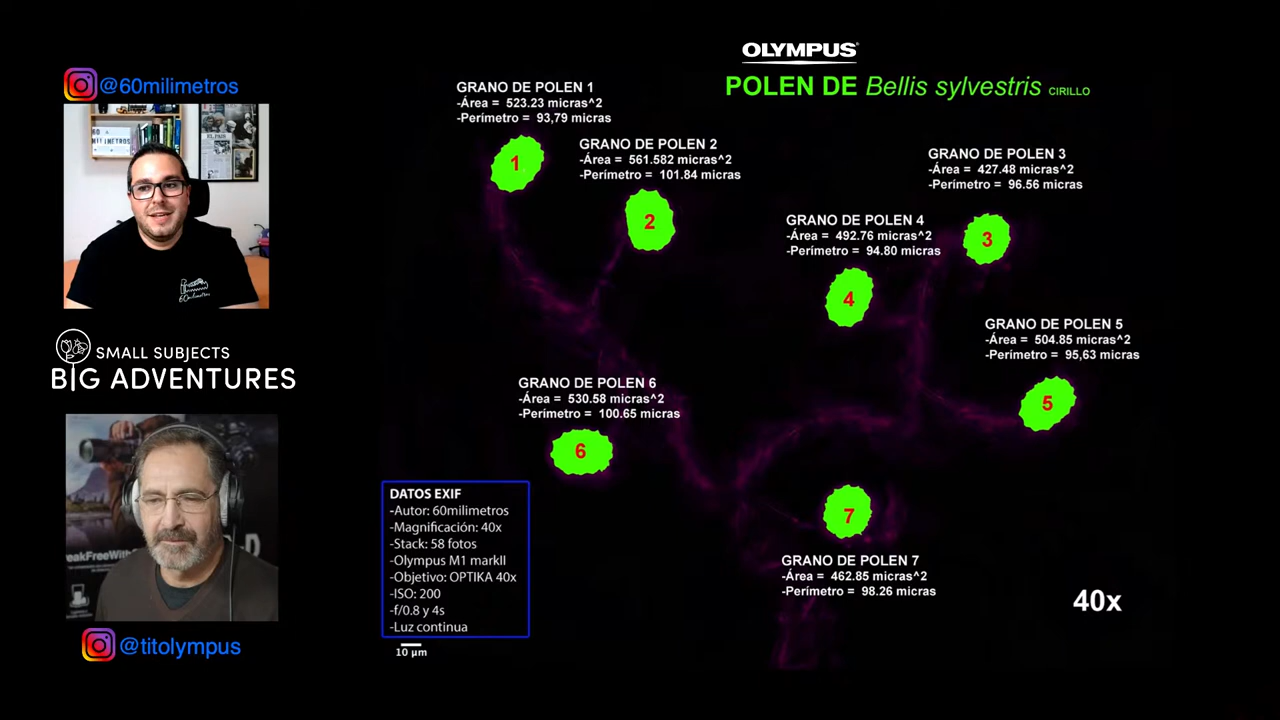 @60milimetros
60
MILIMETROS
EL PAIS
60milimetros
SMALL SUBJECTS
BIG ADVENTURES
eakFreeWith
D
@titolympus
OLYMPUS
POLEN DE Bellis sylvestris CIRILLO
GRANO DE POLEN 1
-Área = 523.23 micras^2
-Perímetro = 93,79 micras
1
GRANO DE POLEN 2
-Área = 561.582 micras^2
-Perímetro = 101.84 micras
2
GRANO DE POLEN 3
-Área = 427.48 micras^2
-Perímetro = 96.56 micras
3
GRANO DE POLEN 4
-Área = 492.76 micras^2
-Perímetro = 94.80 micras
4
GRANO DE POLEN 5
-Área = 504.85 micras^2
-Perímetro = 95,63 micras
5
GRANO DE POLEN 6
-Área = 530.58 micras^2
-Perímetro = 100.65 micras
6
7
GRANO DE POLEN 7
-Área = 462.85 micras^2
-Perímetro = 98.26 micras
DATOS EXIF
-Autor: 60milimetros
-Magnificación: 40x
-Stack: 58 fotos
-Olympus M1 markII
-Objetivo: OPTIKA 40x
-ISO: 200
-f/0.8 y 4s
-Luz continua
10 µm
40x